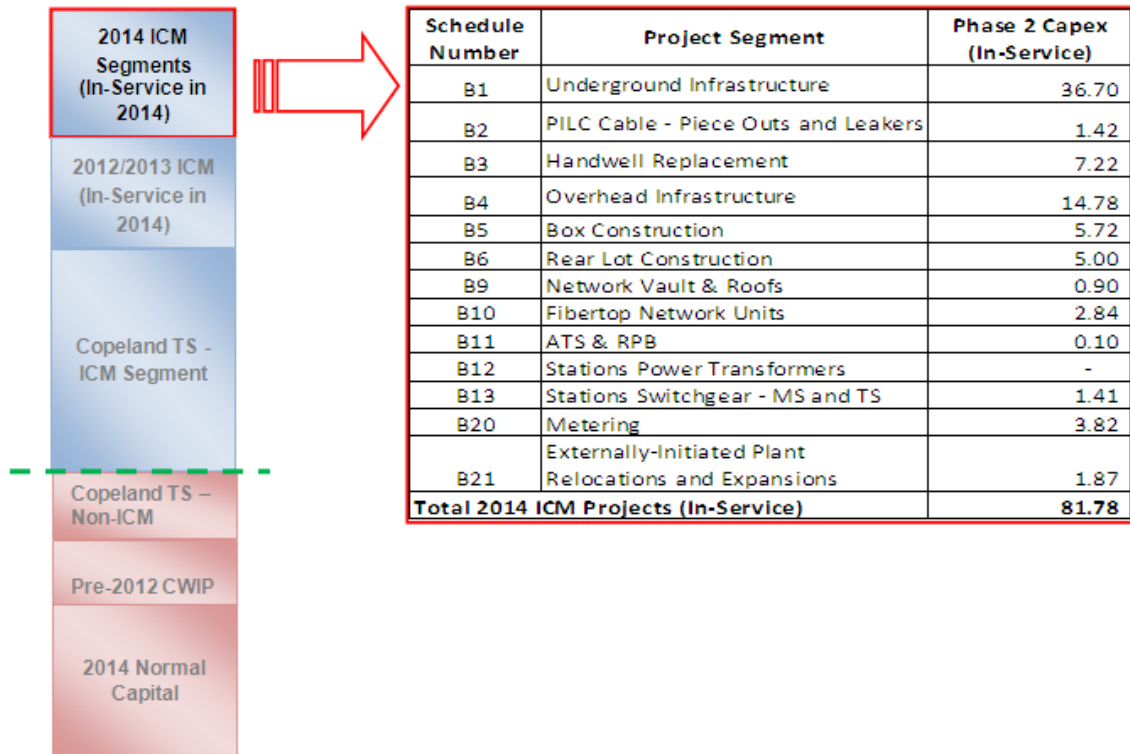 2014 ICM
Segments
(In-Service in
2014)
2012/2013 ICM
(In-Service in
2014)
Copeland TS -
ICM Segment
Copeland TS –
Non-ICM
Pre-2012 CWIP
2014 Normal
Capital
Schedule Number Project Segment Phase 2 Capex (In-Service)
B1 Underground Infrastructure 36.70
B2 PILC Cable - Piece Outs and Leakers 1.42
B3 Handwell Replacement 7.22
B4 Overhead Infrastructure 14.78
B5 Box Construction 5.72
B6 Rear Lot Construction 5.00
B9 Network Vault & Roofs 0.90
B10 Fibertop Network Units 2.84
B11 ATS & RPB 0.10
B12 Stations Power Transformers -
B13 Stations Switchgear - MS and TS 1.41
B20 Metering 3.82
Externally-Initiated Plant
B21 Relocations and Expansions 1.87
Total 2014 ICM Projects (In-Service) 81.78